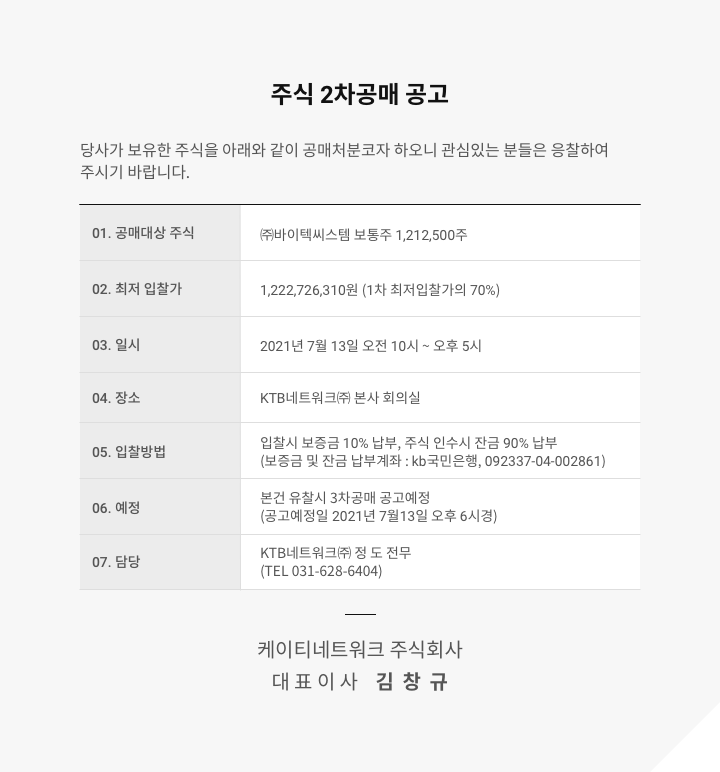 주식 2차공매 공고
당사가 보유한 주식을 아래와 같이 공매처분코자 하오니 관심있는 분들은 응찰하여
주시기 바랍니다.
01. 공매대상 주식
㈜바이텍씨스템 보통주 1,212,500주
02. 최저 입찰가
1,222,726,310원 (1차 최저입찰가의 70%)
03. 일시
2021년 7월 13일 오전 10시 ~ 오후 5시
04. 장소
KTB네트워크㈜ 본사 회의실
05. 입찰방법
입찰시 보증금 10% 납부, 주식 인수시 잔금 90% 납부
(보증금 및 잔금 납부계좌 : kb국민은행, 092337-04-002861)
06. 예정
본건 유찰시 3차공매 공고예정
(공고예정일 2021년 7월13일 오후 6시경)
07. 담당
KTB네트워크㈜ 정 도 전무
(TEL 031-628-6404)
케이티네트워크 주식회사
대 표 이 사 김 창 규